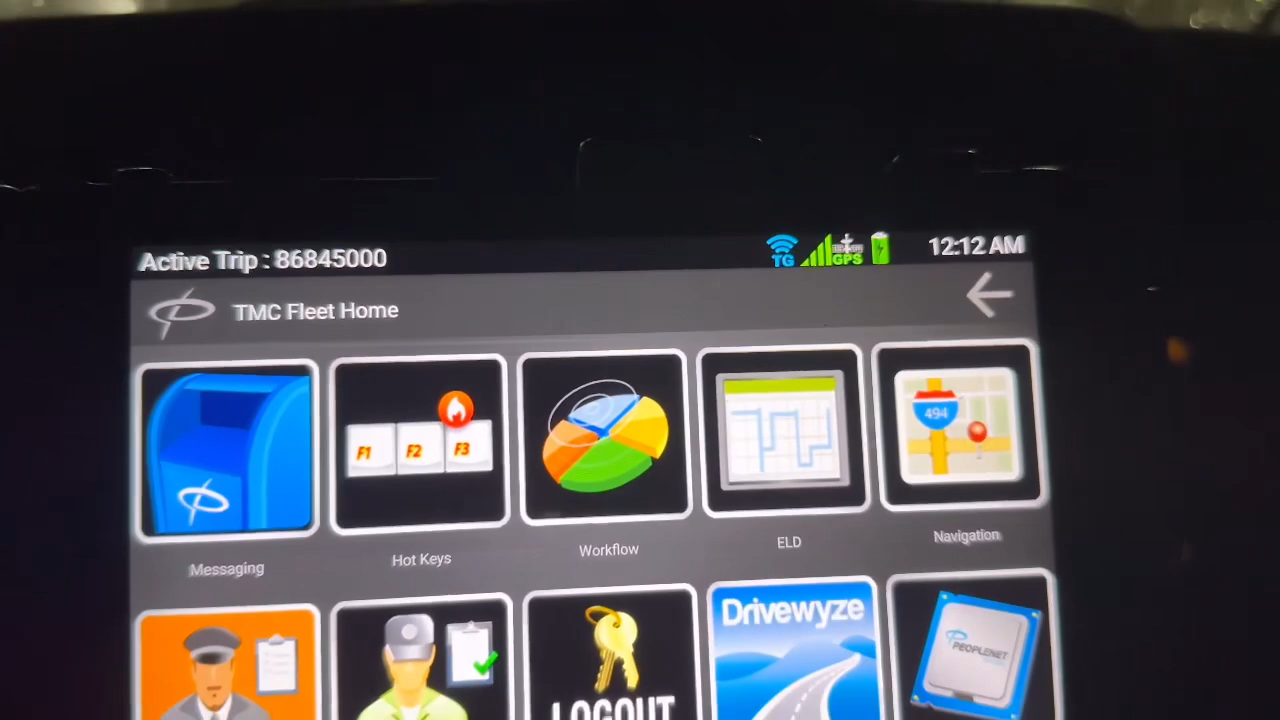 Active Trip : 86845000
TG
GPS
12:12 AM
TMC Fleet Home
F1
F2
F3
494
Messaging
Hot Keys
Workflow
ELD
Navigation
LOGOUT
Drivewyze
PEOPLENET